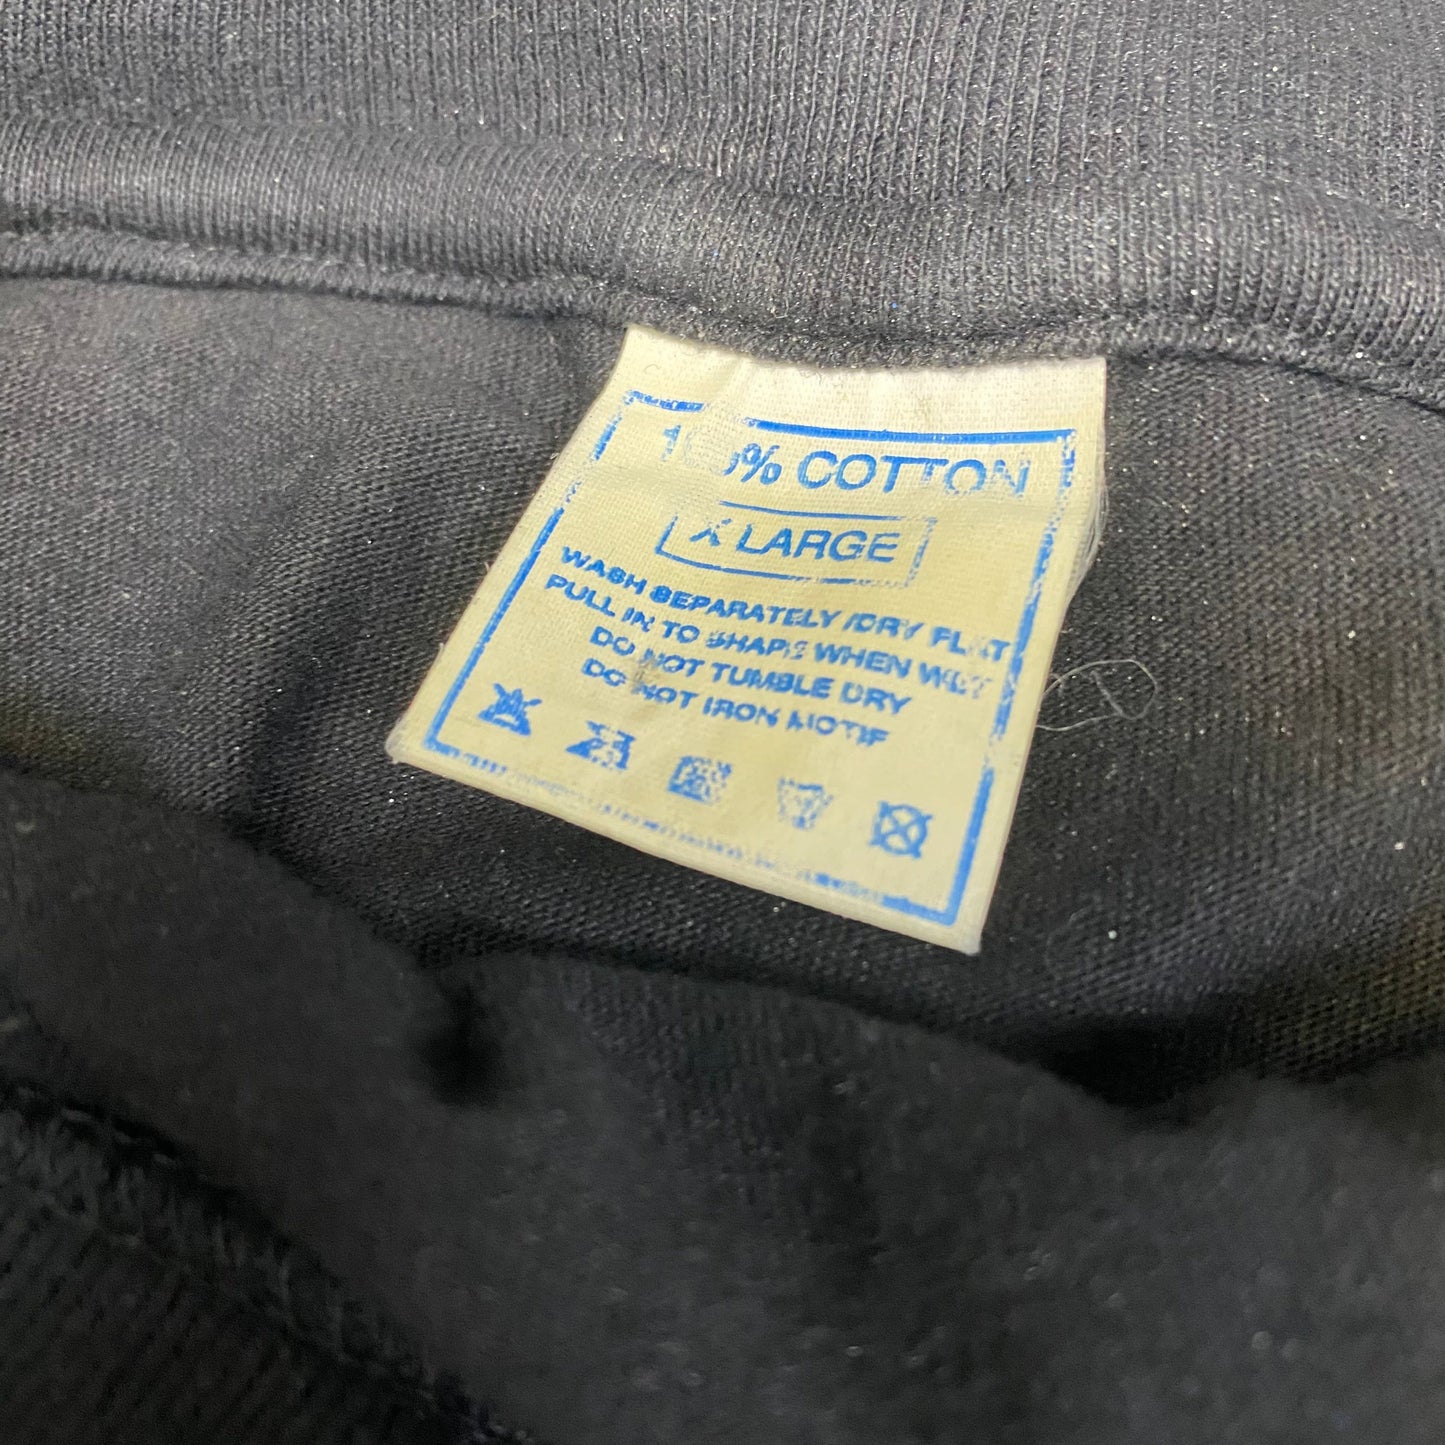 100% COTTON
X LARGE
WASH SEPARATELY /DRY FLAT
PULL IN TO SHAPE WHEN WET
DO NOT TUMBLE DRY
DO NOT IRON MOTIF